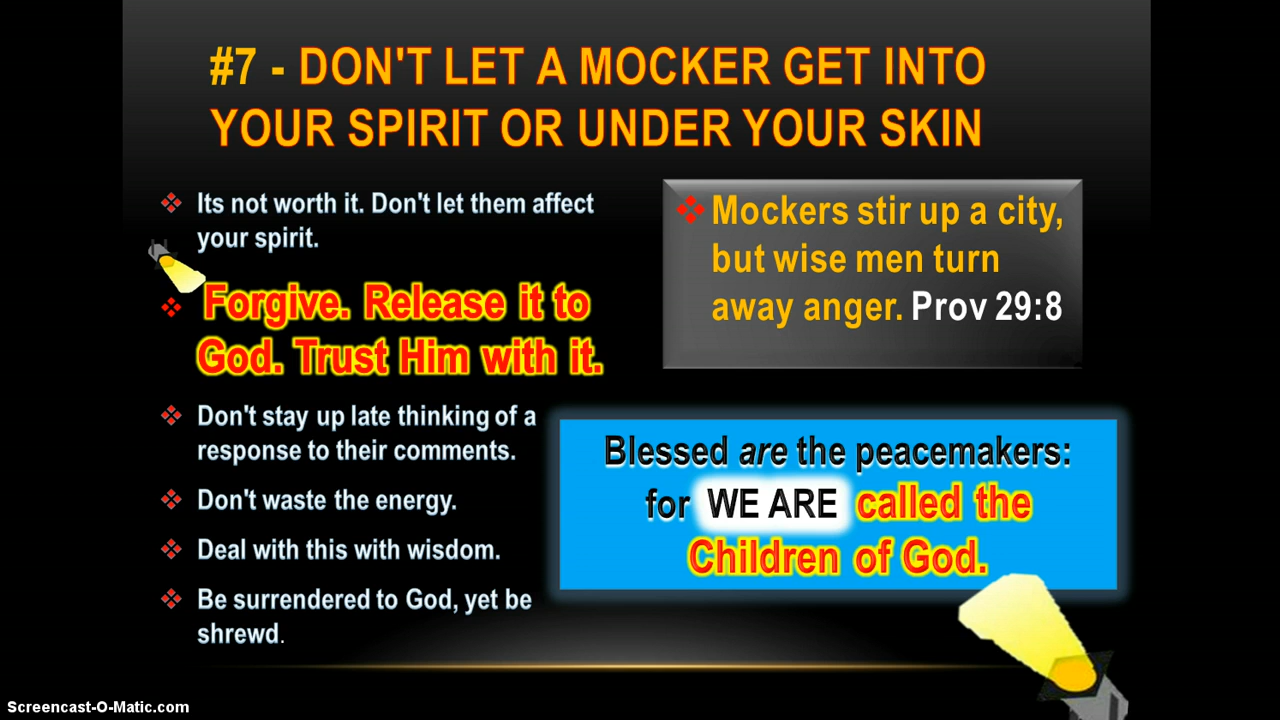 #7 - DON'T LET A MOCKER GET INTO
YOUR SPIRIT OR UNDER YOUR SKIN
Its not worth it. Don't let them affect
your spirit.
Forgive. Release it to
God. Trust Him with it.
Don't stay up late thinking of a
response to their comments.
Don't waste the energy.
Deal with this with wisdom.
Be surrendered to God, yet be
shrewd.
Mockers stir up a city,
but wise men turn
away anger. Prov 29:8
Blessed are the peacemakers:
for WE ARE called the
Children of God.
Screencast-O-Matic.com